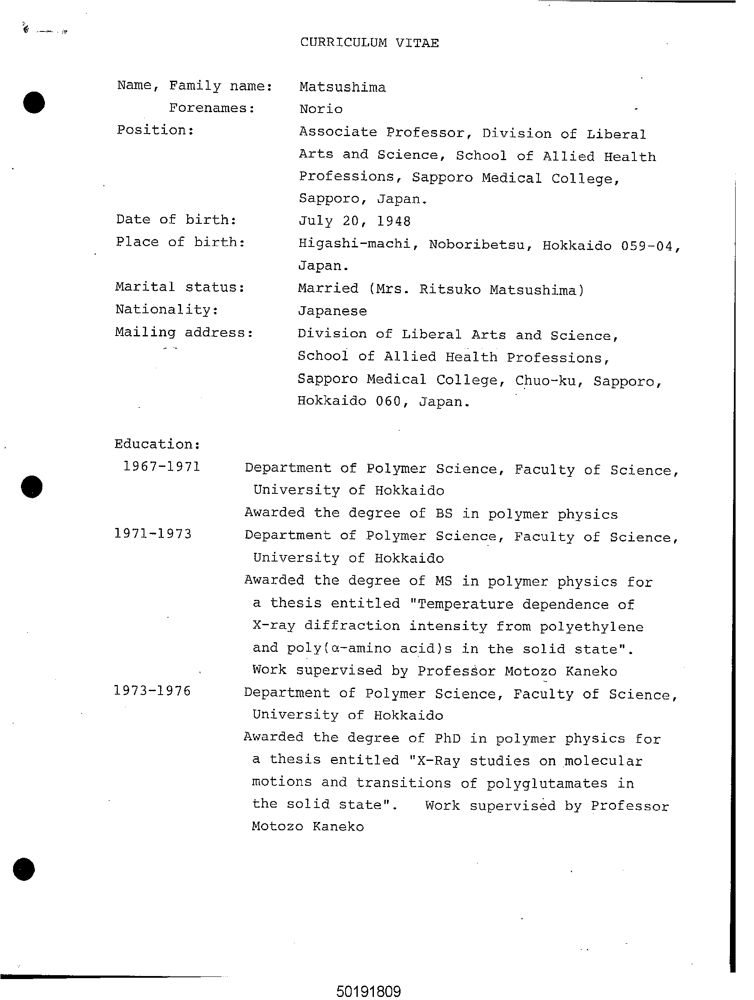 CURRICULUM VITAE
Name, Family name: Matsushima
Forenames: Norio
Position: Associate Professor, Division of Liberal
Arts and Science, School of Allied Health
Professions, Sapporo Medical College,
Sapporo, Japan.
Date of birth: July 20, 1948
Place of birth: Higashi-machi, Noboribetsu, Hokkaido 059-04,
Japan.
Marital status: Married (Mrs. Ritsuko Matsushima)
Nationality: Japanese
Mailing address: Division of Liberal Arts and Science,
School of Allied Health Professions,
Sapporo Medical College, Chuo-ku, Sapporo,
Hokkaido 060, Japan.
Education:
1967-1971 Department of Polymer Science, Faculty of Science,
University of Hokkaido
Awarded the degree of BS in polymer physics
1971-1973 Department of Polymer Science, Faculty of Science,
University of Hokkaido
Awarded the degree of MS in polymer physics for
a thesis entitled "Temperature dependence of
X-ray diffraction intensity from polyethylene
and poly(α-amino acid)s in the solid state".
Work supervised by Professor Motozo Kaneko
1973-1976 Department of Polymer Science, Faculty of Science,
University of Hokkaido
Awarded the degree of PhD in polymer physics for
a thesis entitled "X-Ray studies on molecular
motions and transitions of polyglutamates in
the solid state". Work supervised by Professor
Motozo Kaneko
50191809